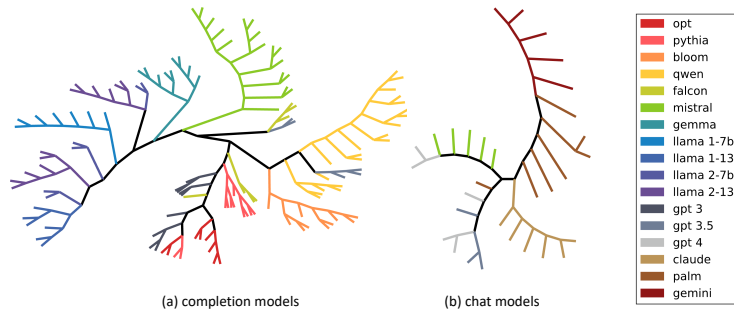 opt
pythia
bloom
qwen
falcon
mistral
gemma
llama 1-7b
llama 1-13
llama 2-7b
llama 2-13
gpt 3
gpt 3.5
gpt 4
claude
palm
gemini
(a) completion models
(b) chat models